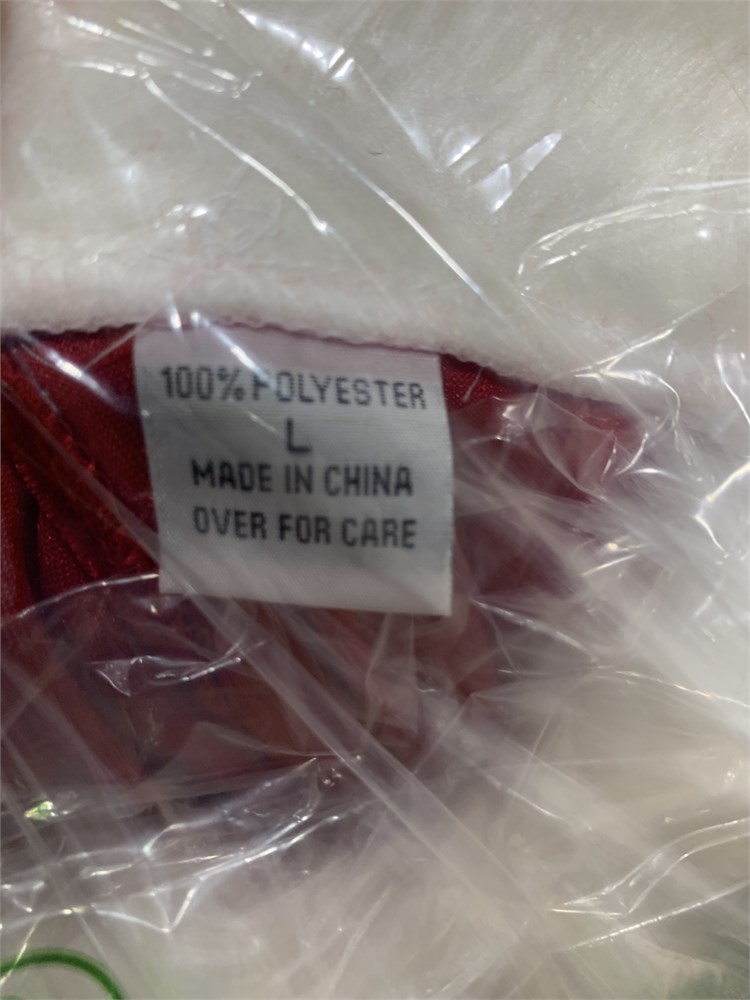 100% POLYESTER
L
MADE IN CHINA
OVER FOR CARE